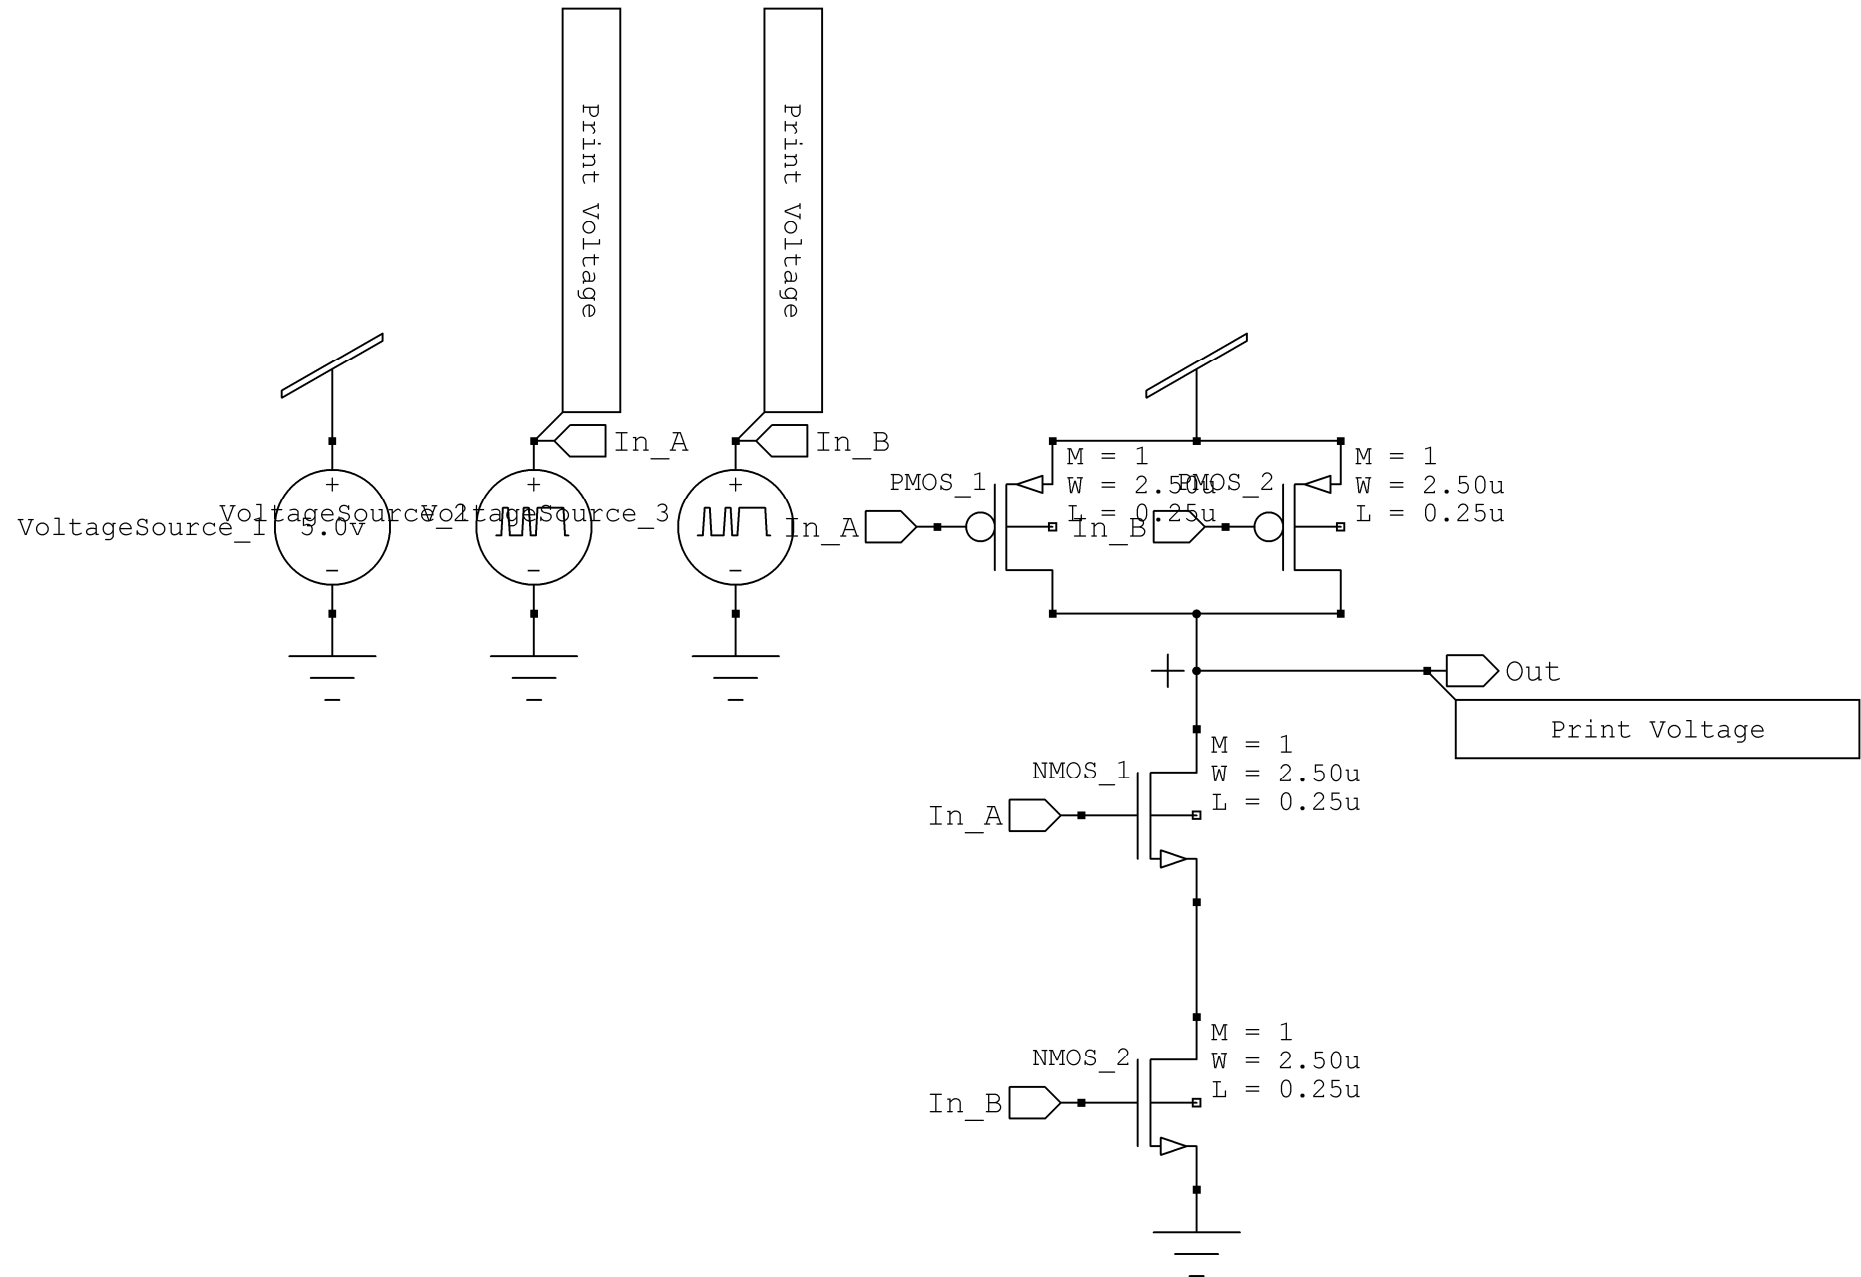 Print Voltage
Print Voltage
In_A
In_B
VoltageSource_1
5.0v
VoltageSource_2
VoltageSource_3
+
-
+
-
+
-
PMOS_1
M = 1
W = 2.50u
L = 0.25u
In_A
PMOS_2
M = 1
W = 2.50u
L = 0.25u
In_B
Out
Print Voltage
NMOS_1
M = 1
W = 2.50u
L = 0.25u
In_A
NMOS_2
M = 1
W = 2.50u
L = 0.25u
In_B